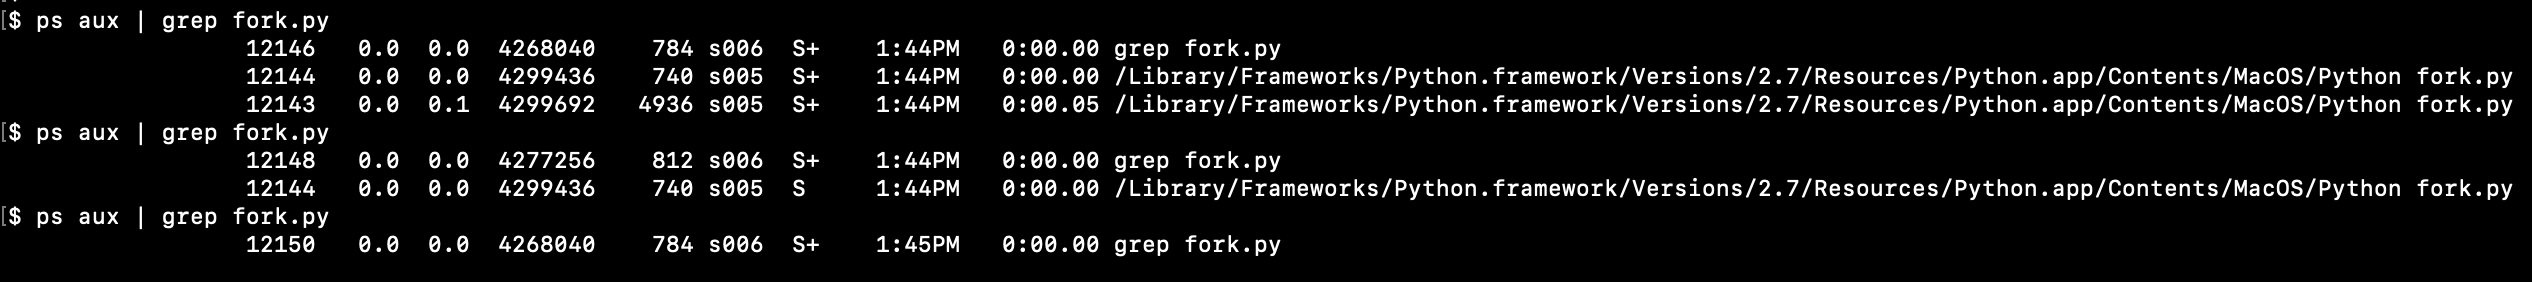 [$ ps aux | grep fork.py
12146 0.0 0.0 4268040 784 s006 S+ 1:44PM 0:00.00 grep fork.py
12144 0.0 0.0 4299436 740 s005 S+ 1:44PM 0:00.00 /Library/Frameworks/Python.framework/Versions/2.7/Resources/Python.app/Contents/MacOS/Python fork.py
12143 0.0 0.1 4299692 4936 s005 S+ 1:44PM 0:00.05 /Library/Frameworks/Python.framework/Versions/2.7/Resources/Python.app/Contents/MacOS/Python fork.py
[$ ps aux | grep fork.py
12148 0.0 0.0 4277256 812 s006 S+ 1:44PM 0:00.00 grep fork.py
12144 0.0 0.0 4299436 740 s005 S 1:44PM 0:00.00 /Library/Frameworks/Python.framework/Versions/2.7/Resources/Python.app/Contents/MacOS/Python fork.py
[$ ps aux | grep fork.py
12150 0.0 0.0 4268040 784 s006 S+ 1:45PM 0:00.00 grep fork.py